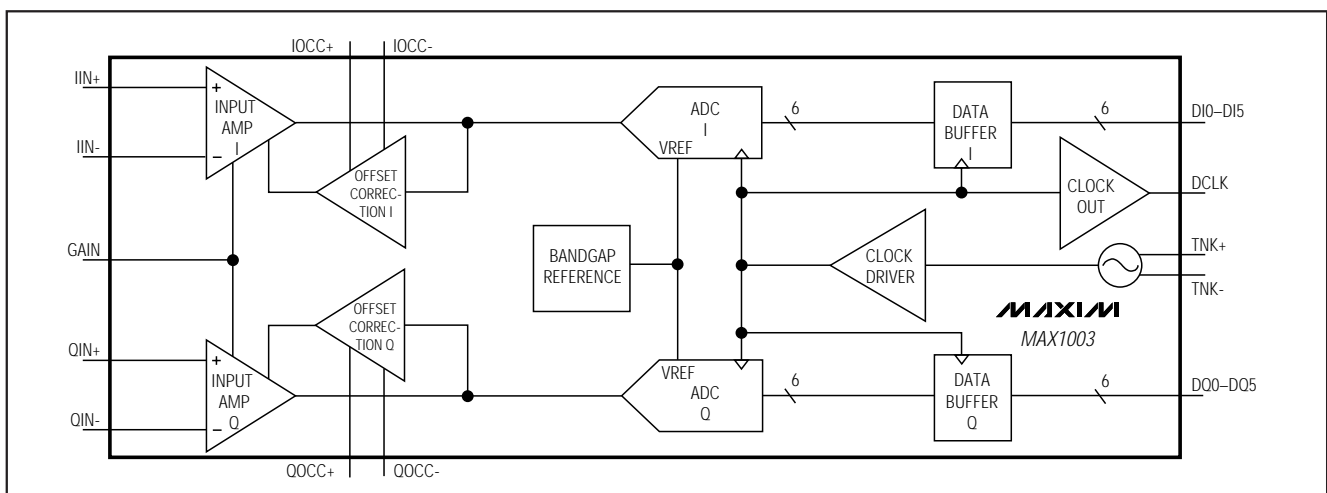 IOCC+
IOCC-
IIN+
IIN-
+
INPUT
AMP
I
–
OFFSET
CORREC-
TION I
ADC
I
VREF
6
DATA
BUFFER
I
6
DI0–DI5
CLOCK
OUT
DCLK
GAIN
BANDGAP
REFERENCE
CLOCK
DRIVER
TNK+
TNK-
MAXIM
MAX1003
OFFSET
CORREC-
TION Q
QIN+
QIN-
+
INPUT
AMP
Q
–
VREF
ADC
Q
6
DATA
BUFFER
Q
6
DQ0–DQ5
QOCC+
QOCC-